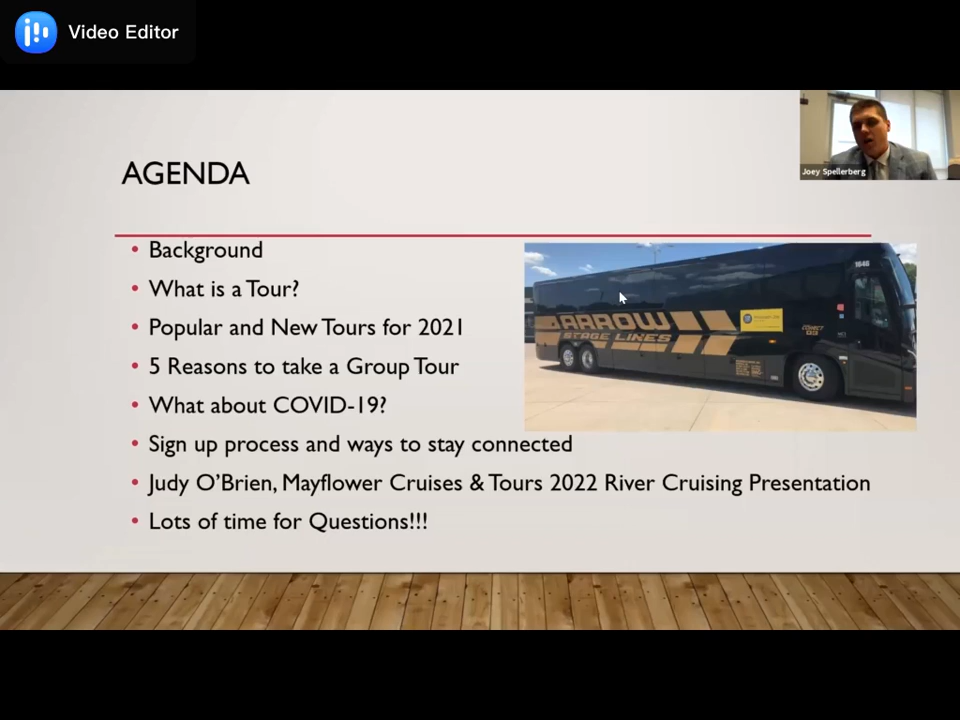 Video Editor
Joey Spellerberg
AGENDA
• Background
• What is a Tour?
• Popular and New Tours for 2021
• 5 Reasons to take a Group Tour
• What about COVID-19?
• Sign up process and ways to stay connected
• Judy O'Brien, Mayflower Cruises & Tours 2022 River Cruising Presentation
• Lots of time for Questions!!!
1646
ARROW
STAGE LINES